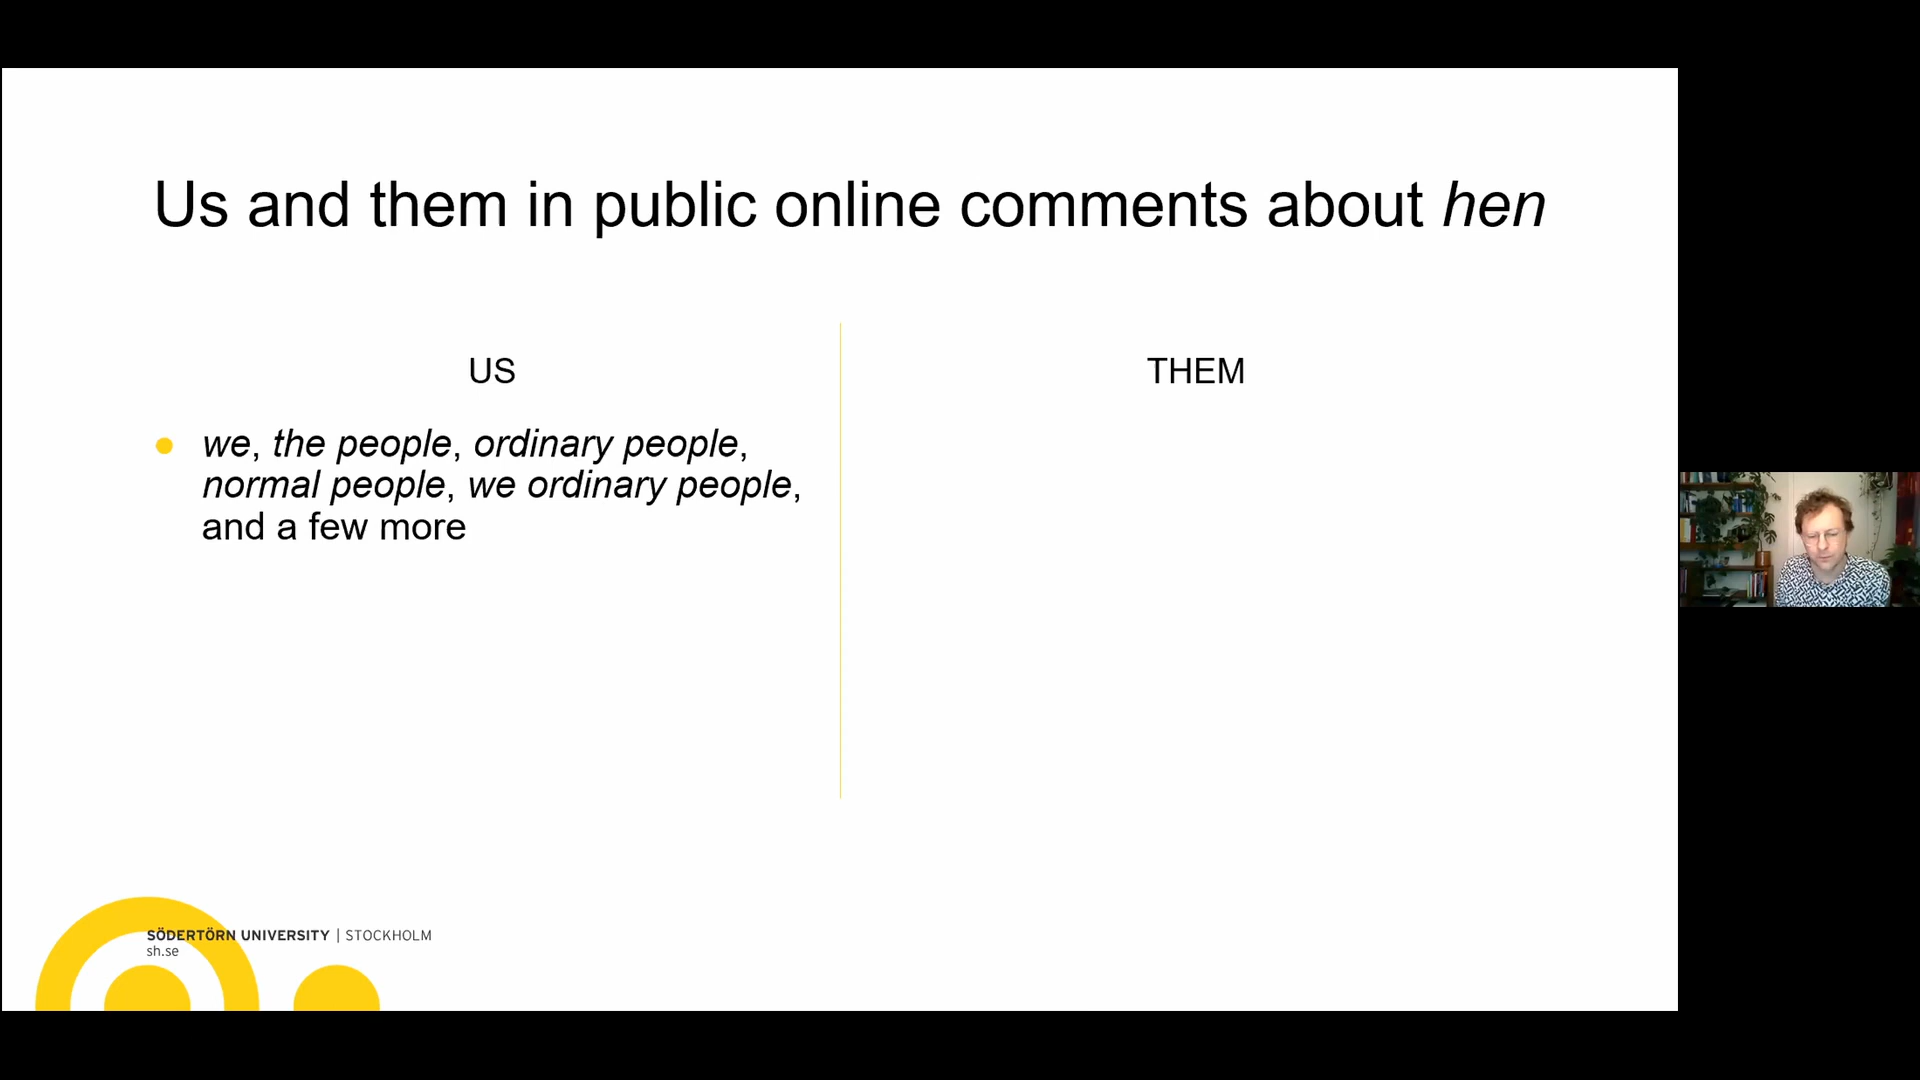 Us and them in public online comments about hen
US
we, the people, ordinary people,
normal people, we ordinary people,
and a few more
THEM
SÖDERTÖRN UNIVERSITY | STOCKHOLM
sh.se